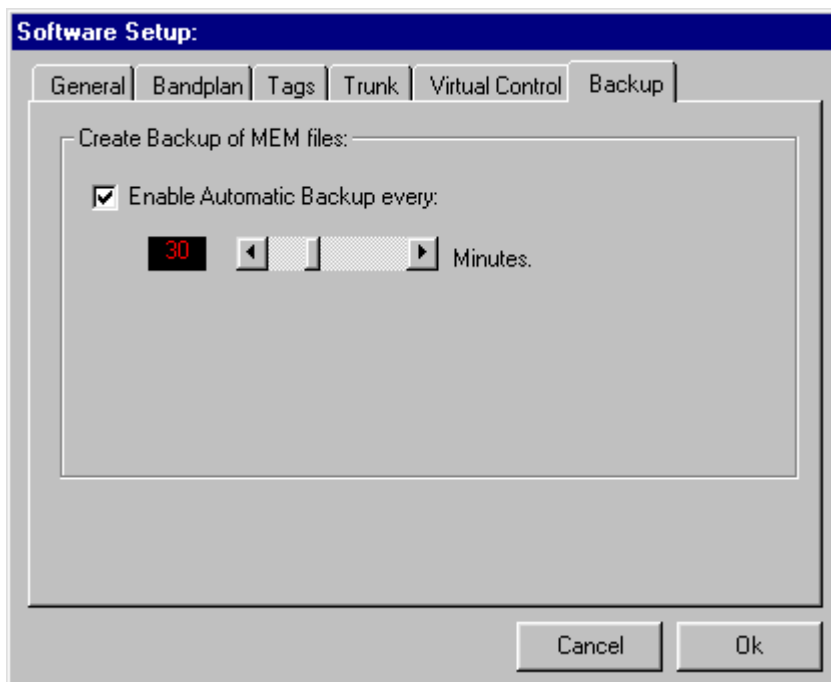 Software Setup:
General Bandplan Tags Trunk Virtual Control Backup
Create Backup of MEM files:
Enable Automatic Backup every:
30 Minutes.
Cancel Ok